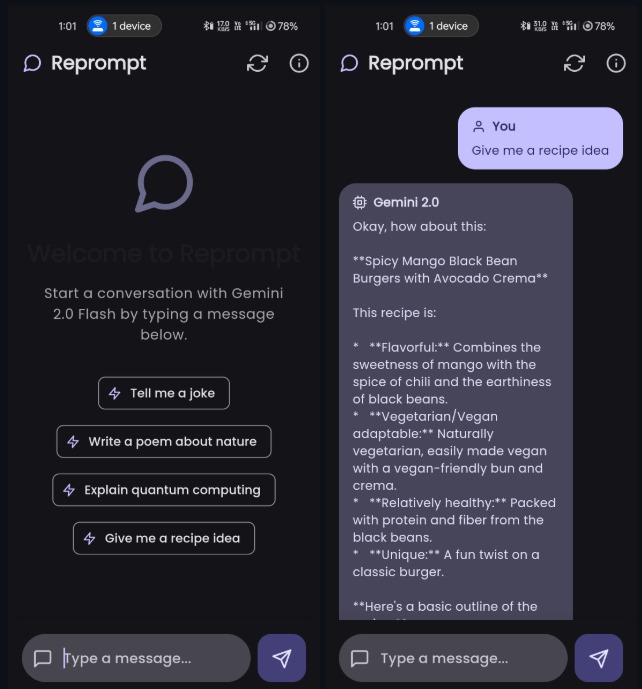 1:01
1 device
17.0
KB/S
78%
Reprompt
Welcome to Reprompt
Start a conversation with Gemini
2.0 Flash by typing a message
below.
Tell me a joke
Write a poem about nature
Explain quantum computing
Give me a recipe idea
Type a message...
1:01
1 device
31.0
KB/S
78%
Reprompt
You
Give me a recipe idea
Gemini 2.0
Okay, how about this:
**Spicy Mango Black Bean
Burgers with Avocado Crema**
This recipe is:
*   **Flavorful:** Combines the
sweetness of mango with the
spice of chili and the earthiness
of black beans.
*   **Vegetarian/Vegan
adaptable:** Naturally
vegetarian, easily made vegan
with a vegan-friendly bun and
crema.
*   **Relatively healthy:** Packed
with protein and fiber from the
black beans.
*   **Unique:** A fun twist on a
classic burger.
**Here's a basic outline of the
Type a message...